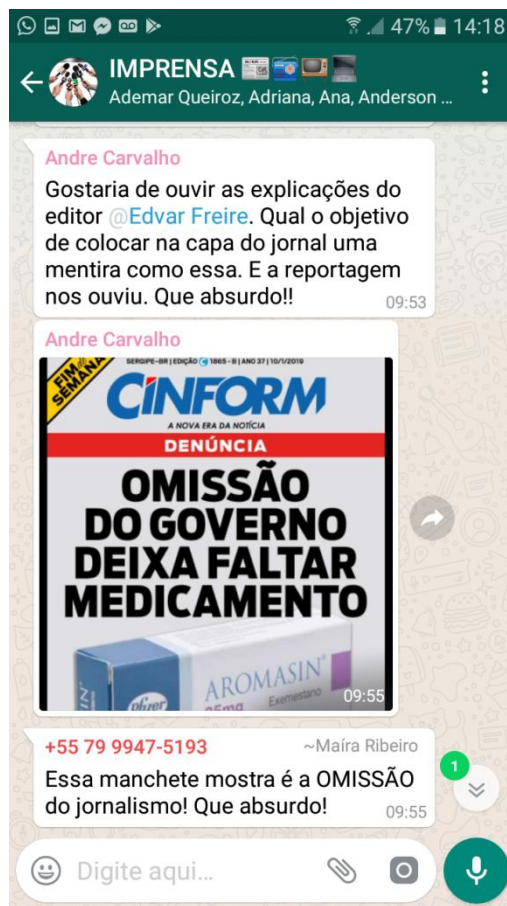 47% 14:18
IMPRENSA
Ademar Queiroz, Adriana, Ana, Anderson ...
Andre Carvalho
Gostaria de ouvir as explicações do
editor @Edvar Freire. Qual o objetivo
de colocar na capa do jornal uma
mentira como essa. E a reportagem
nos ouviu. Que absurdo!!
09:53
Andre Carvalho
FIM de
SEMANA
SERGIPE-BR | EDIÇÃO 1865 - B | ANO 37 | 10/1/2019
CINFORM
A NOVA ERA DA NOTÍCIA
DENÚNCIA
OMISSÃO
DO GOVERNO
DEIXA FALTAR
MEDICAMENTO
Pfizer
AROMASIN
25mg Exemestano
09:55
+55 79 9947-5193 ~Maíra Ribeiro
Essa manchete mostra é a OMISSÃO
do jornalismo! Que absurdo!
09:55
1
Digite aqui...